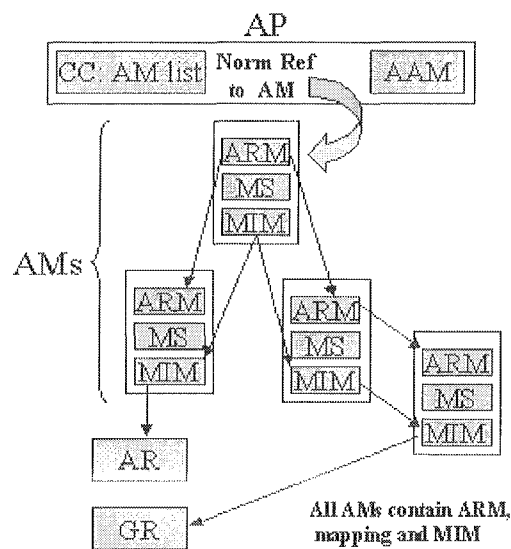 AP
CC: AM list
Norm Ref
to AM
AAM
ARM
MS
MIM
AMs
ARM
MS
MIM
ARM
MS
MIM
ARM
MS
MIM
AR
GR
All AMs contain ARM,
mapping and MIM